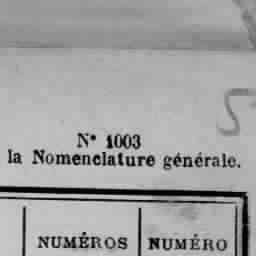 N° 1003
la Nomenclature générale.
NUMÉROS NUMÉRO